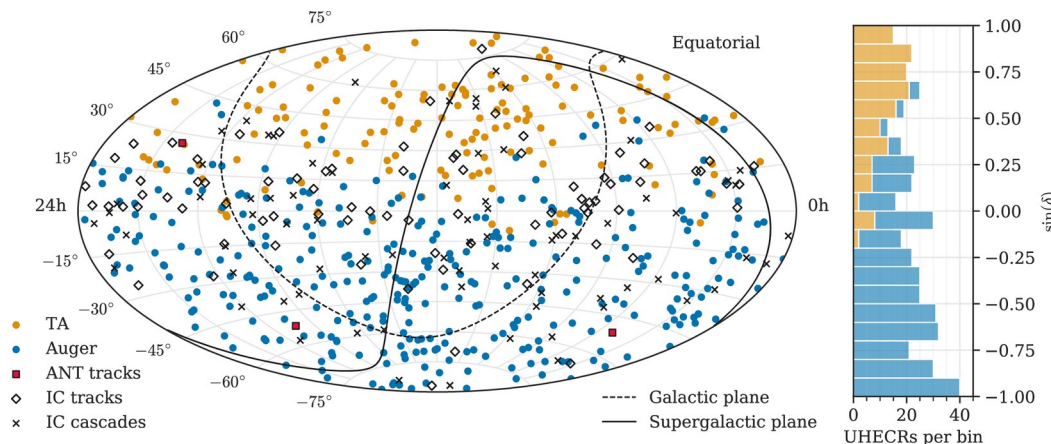 75°
60°
45°
30°
15°
24h
0h
−15°
−30°
−45°
−60°
−75°
Equatorial
TA
Auger
ANT tracks
IC tracks
IC cascades
Galactic plane
Supergalactic plane
1.00
0.75
0.50
0.25
0.00
−0.25
−0.50
−0.75
−1.00
sin(δ)
0 20 40
UHECRs per bin